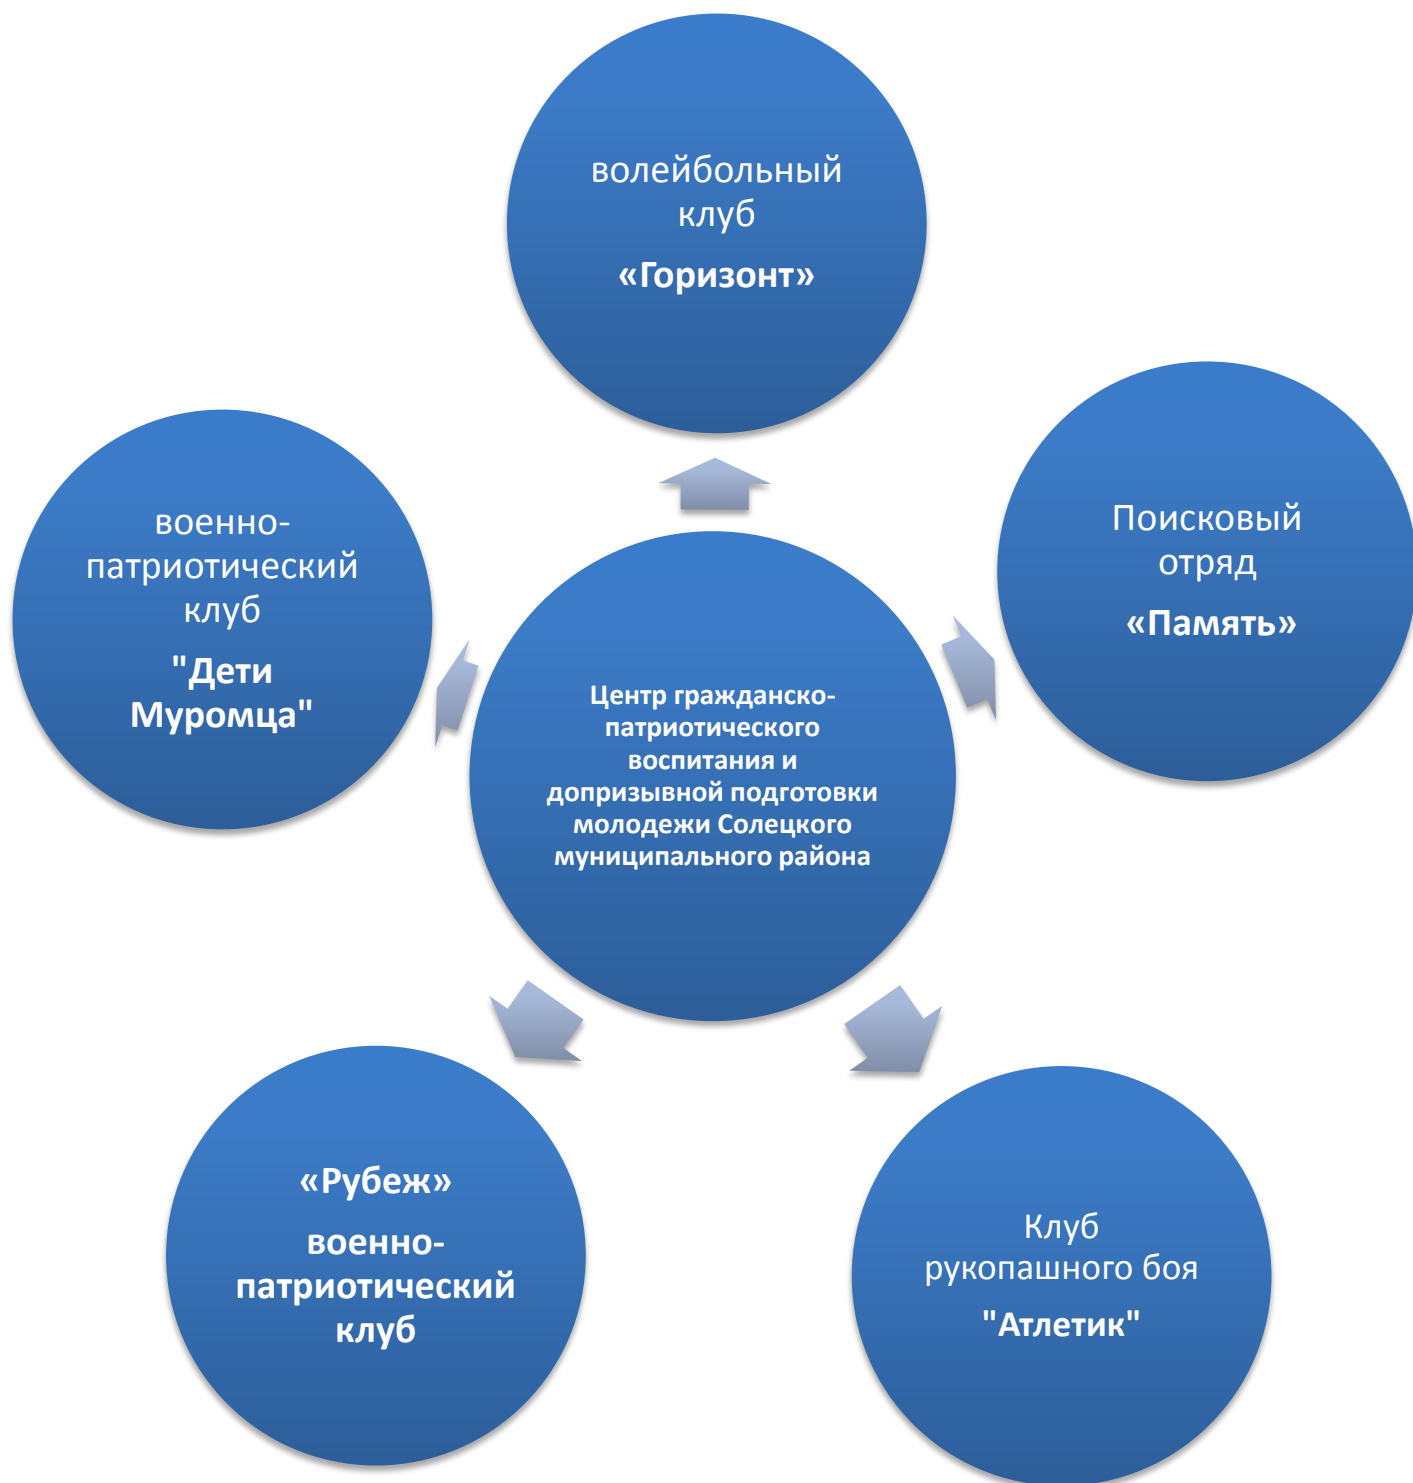 волейбольный
клуб
«Горизонт»
Поисковый
отряд
«Память»
военно-
патриотический
клуб
"Дети
Муромца"
Центр гражданско-
патриотического
воспитания и
допризывной подготовки
молодежи Солецкого
муниципального района
«Рубеж»
военно-
патриотический
клуб
Клуб
рукопашного боя
"Атлетик"